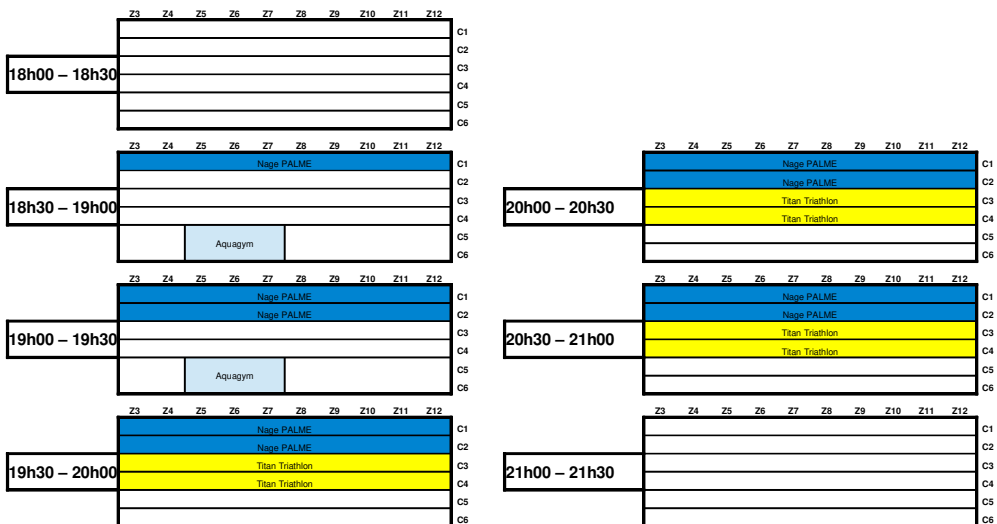 Z3 Z4 Z5 Z6 Z7 Z8 Z9 Z10 Z11 Z12
C1
C2
18h00 – 18h30
C3
C4
C5
C6
Z3 Z4 Z5 Z6 Z7 Z8 Z9 Z10 Z11 Z12
Nage PALME C1
C2
18h30 – 19h00
C3
C4
Aquagym
C5
C6
Z3 Z4 Z5 Z6 Z7 Z8 Z9 Z10 Z11 Z12
Nage PALME C1
Nage PALME C2
19h00 – 19h30
C3
C4
Aquagym
C5
C6
Z3 Z4 Z5 Z6 Z7 Z8 Z9 Z10 Z11 Z12
Nage PALME C1
Nage PALME C2
19h30 – 20h00
Titan Triathlon C3
Titan Triathlon C4
C5
C6
Z3 Z4 Z5 Z6 Z7 Z8 Z9 Z10 Z11 Z12
Nage PALME C1
Nage PALME C2
20h00 – 20h30
Titan Triathlon C3
Titan Triathlon C4
C5
C6
Z3 Z4 Z5 Z6 Z7 Z8 Z9 Z10 Z11 Z12
Nage PALME C1
Nage PALME C2
20h30 – 21h00
Titan Triathlon C3
Titan Triathlon C4
C5
C6
Z3 Z4 Z5 Z6 Z7 Z8 Z9 Z10 Z11 Z12
C1
C2
21h00 – 21h30
C3
C4
C5
C6